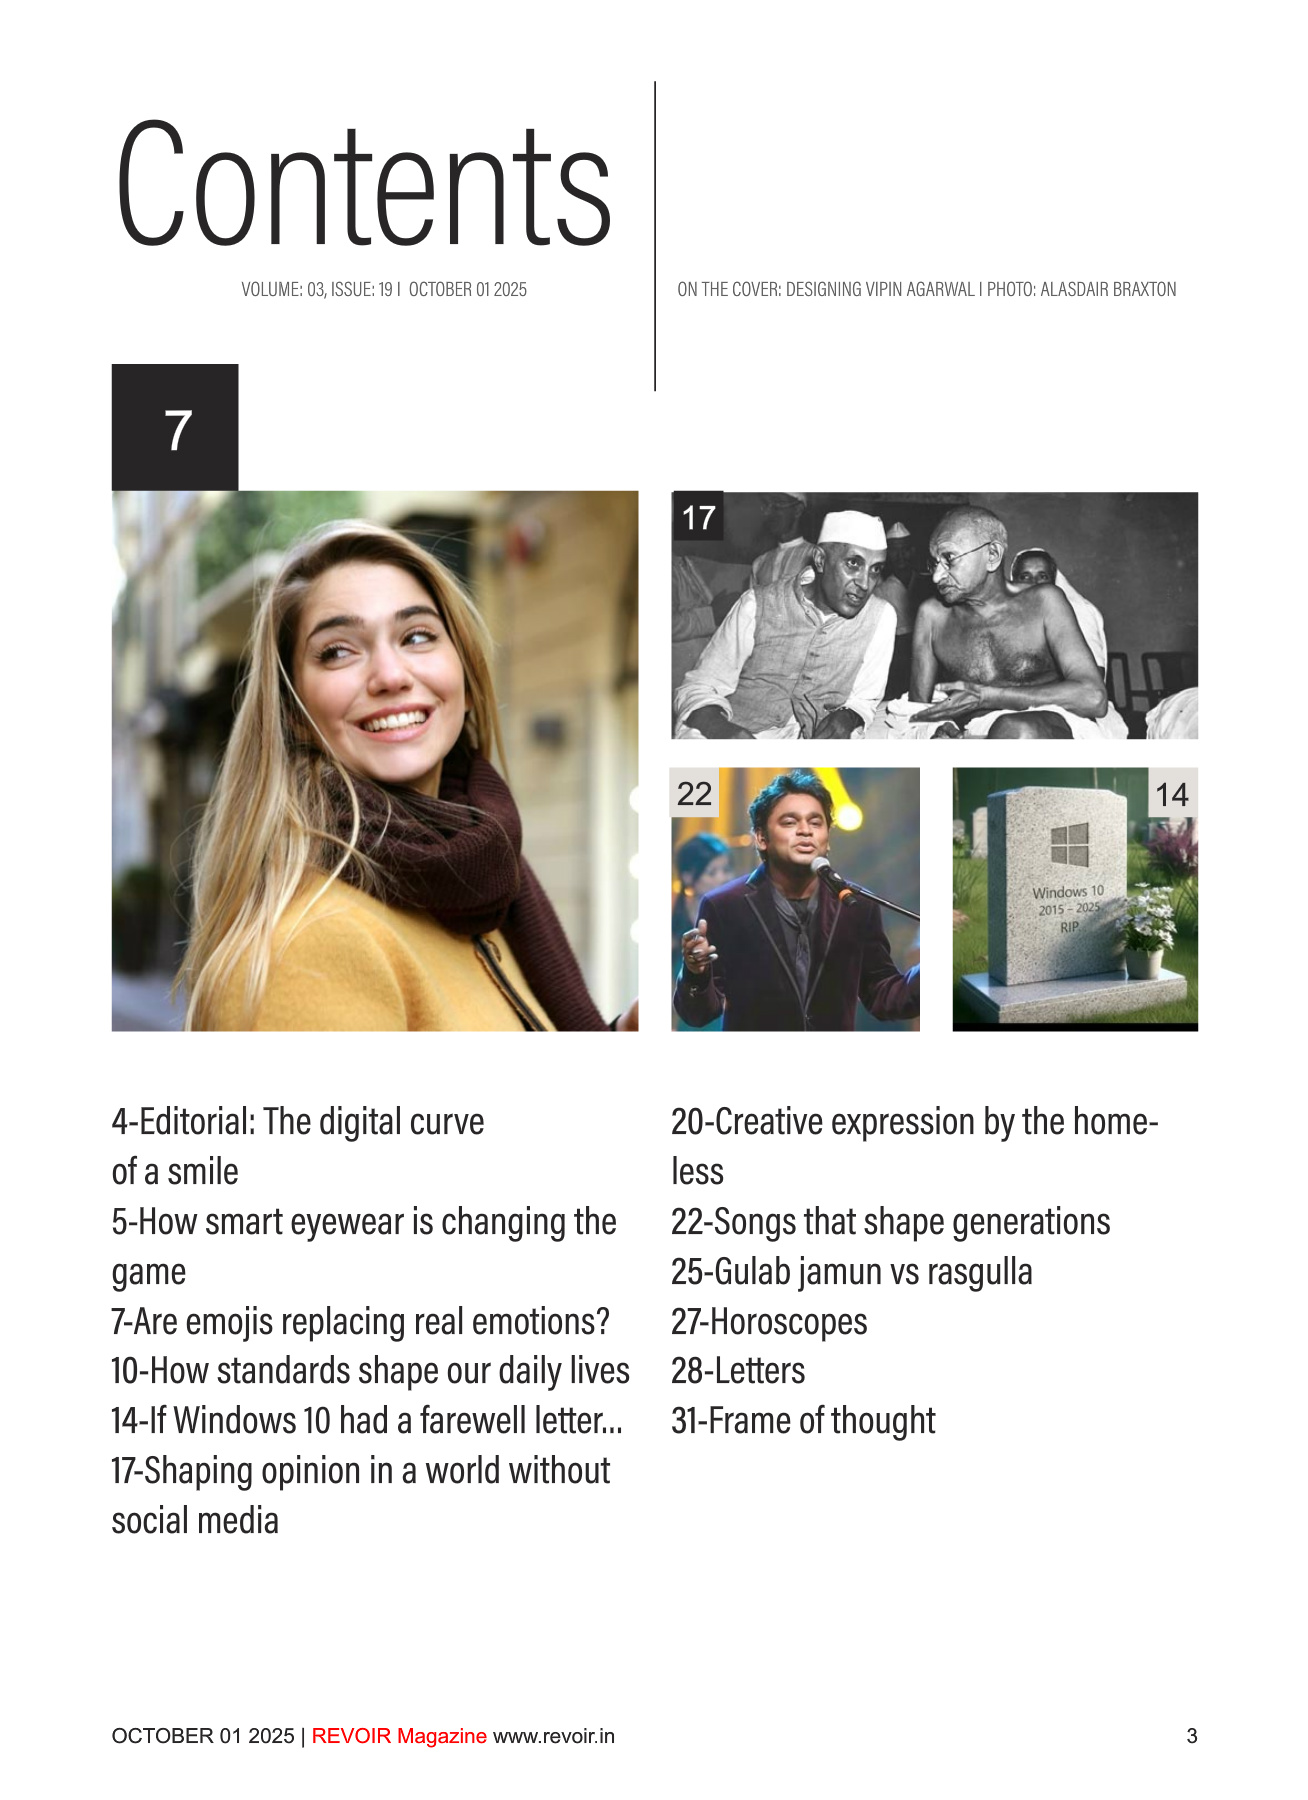 Contents
VOLUME: 03, ISSUE: 19 I  OCTOBER 01 2025
ON THE COVER: DESIGNING VIPIN AGARWAL I PHOTO: ALASDAIR BRAXTON
7
17
22
14
Windows 10
2015 – 2025
RIP
4-Editorial: The digital curve
of a smile
5-How smart eyewear is changing the
game
7-Are emojis replacing real emotions?
10-How standards shape our daily lives
14-If Windows 10 had a farewell letter...
17-Shaping opinion in a world without
social media
20-Creative expression by the home-
less
22-Songs that shape generations
25-Gulab jamun vs rasgulla
27-Horoscopes
28-Letters
31-Frame of thought
OCTOBER 01 2025 | REVOIR Magazine www.revoir.in
3